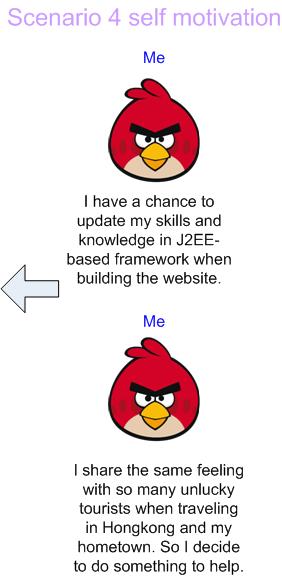 Scenario 4 self motivation
Me
I have a chance to
update my skills and
knowledge in J2EE-
based framework when
building the website.
Me
I share the same feeling
with so many unlucky
tourists when traveling
in Hongkong and my
hometown. So I decide
to do something to help.